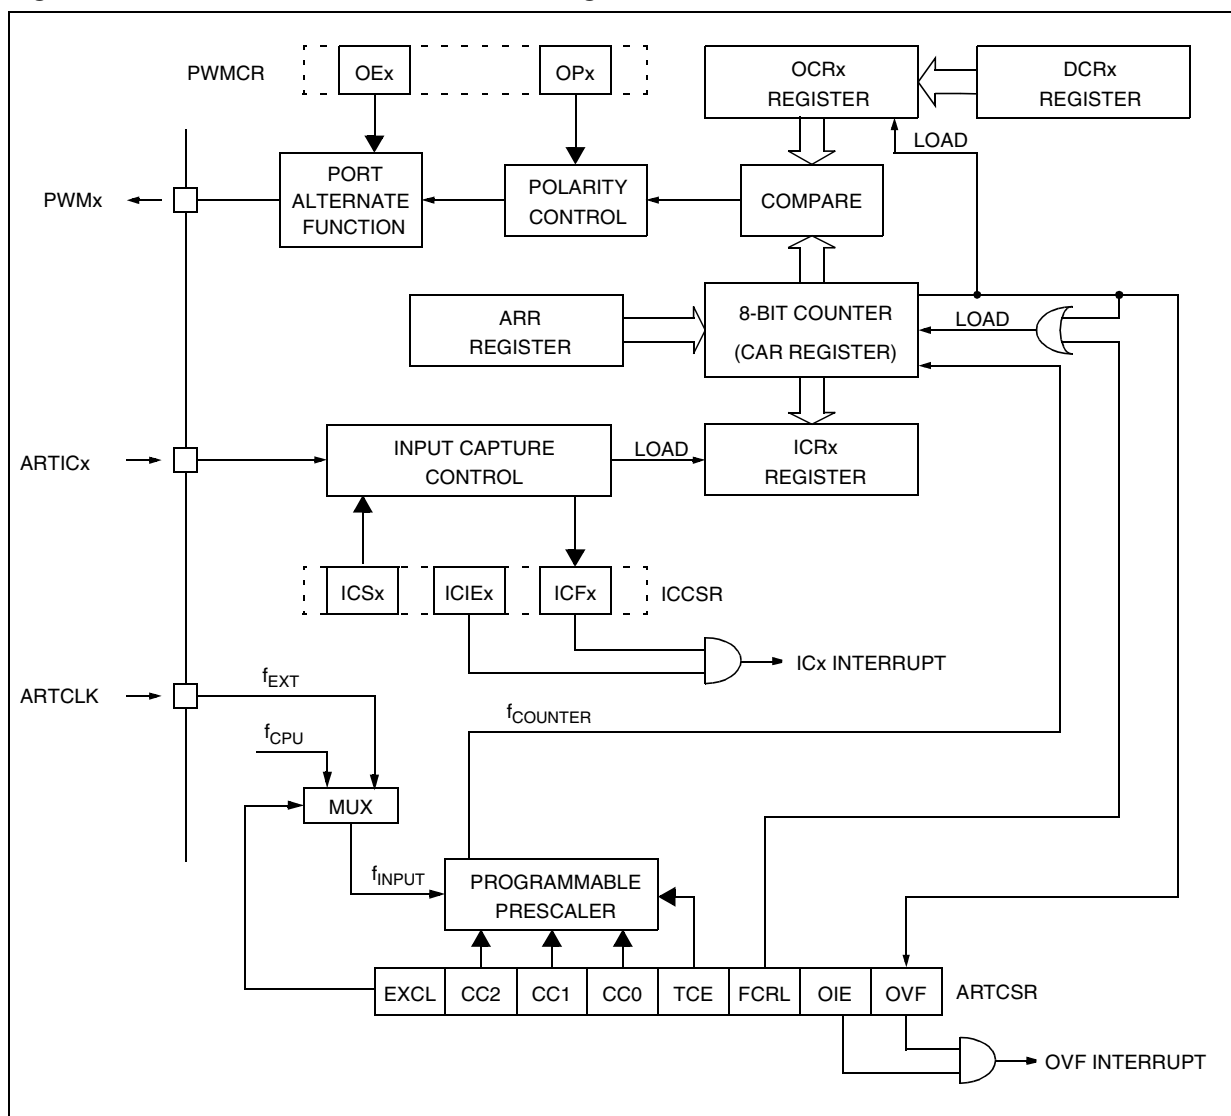 PWMCR
OEx
OPx
OCRx
REGISTER
DCRx
REGISTER
LOAD
PWMx
PORT
ALTERNATE
FUNCTION
POLARITY
CONTROL
COMPARE
ARR
REGISTER
8-BIT COUNTER
(CAR REGISTER)
LOAD
ARTICx
INPUT CAPTURE
CONTROL
LOAD
ICRx
REGISTER
ICSx
ICIEx
ICFx
ICCSR
ICx INTERRUPT
ARTCLK
fEXT
fCPU
fCOUNTER
MUX
fINPUT
PROGRAMMABLE
PRESCALER
EXCL
CC2
CC1
CC0
TCE
FCRL
OIE
OVF
ARTCSR
OVF INTERRUPT